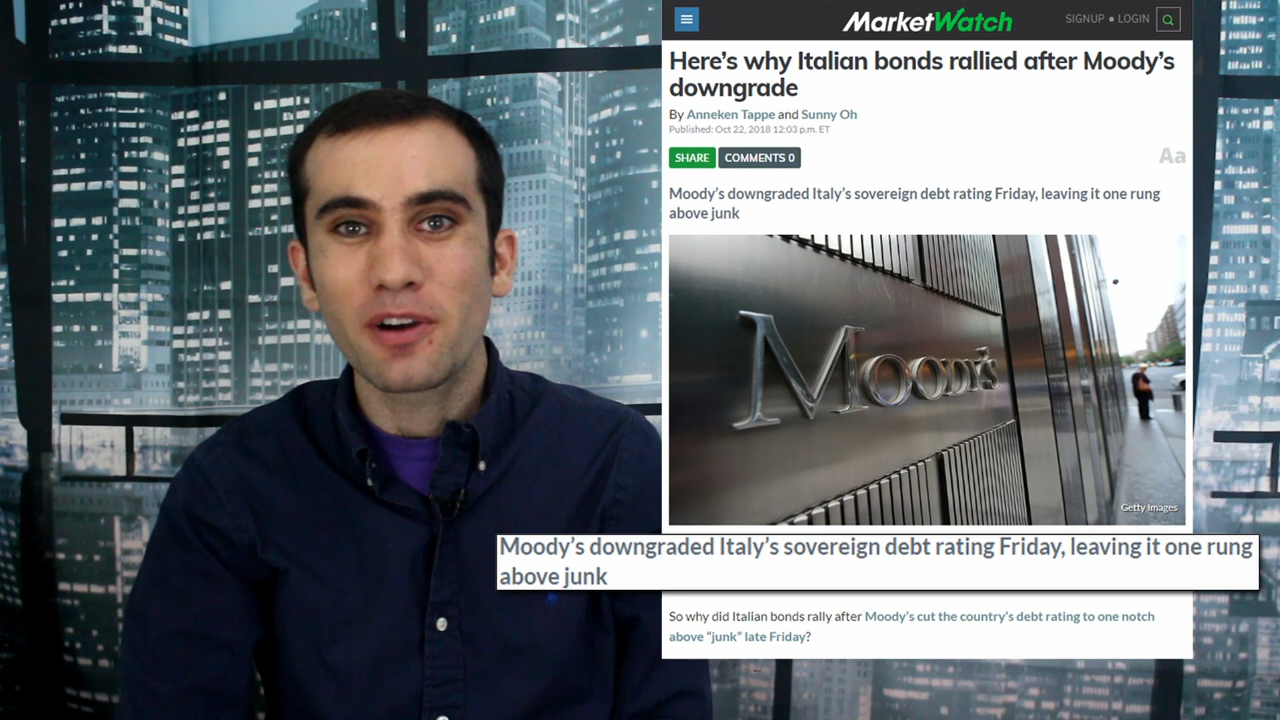 MarketWatch
SIGNUP • LOGIN
Here's why Italian bonds rallied after Moody's
downgrade
By Anneken Tappe and Sunny Oh
Published: Oct 22, 2018 12:03 p.m. ET
SHARE
COMMENTS 0
Aa
Moody's downgraded Italy's sovereign debt rating Friday, leaving it one rung
above junk
Moody's
Getty Images
Moody's downgraded Italy's sovereign debt rating Friday, leaving it one rung
above junk
So why did Italian bonds rally after Moody's cut the country's debt rating to one notch
above "junk" late Friday?